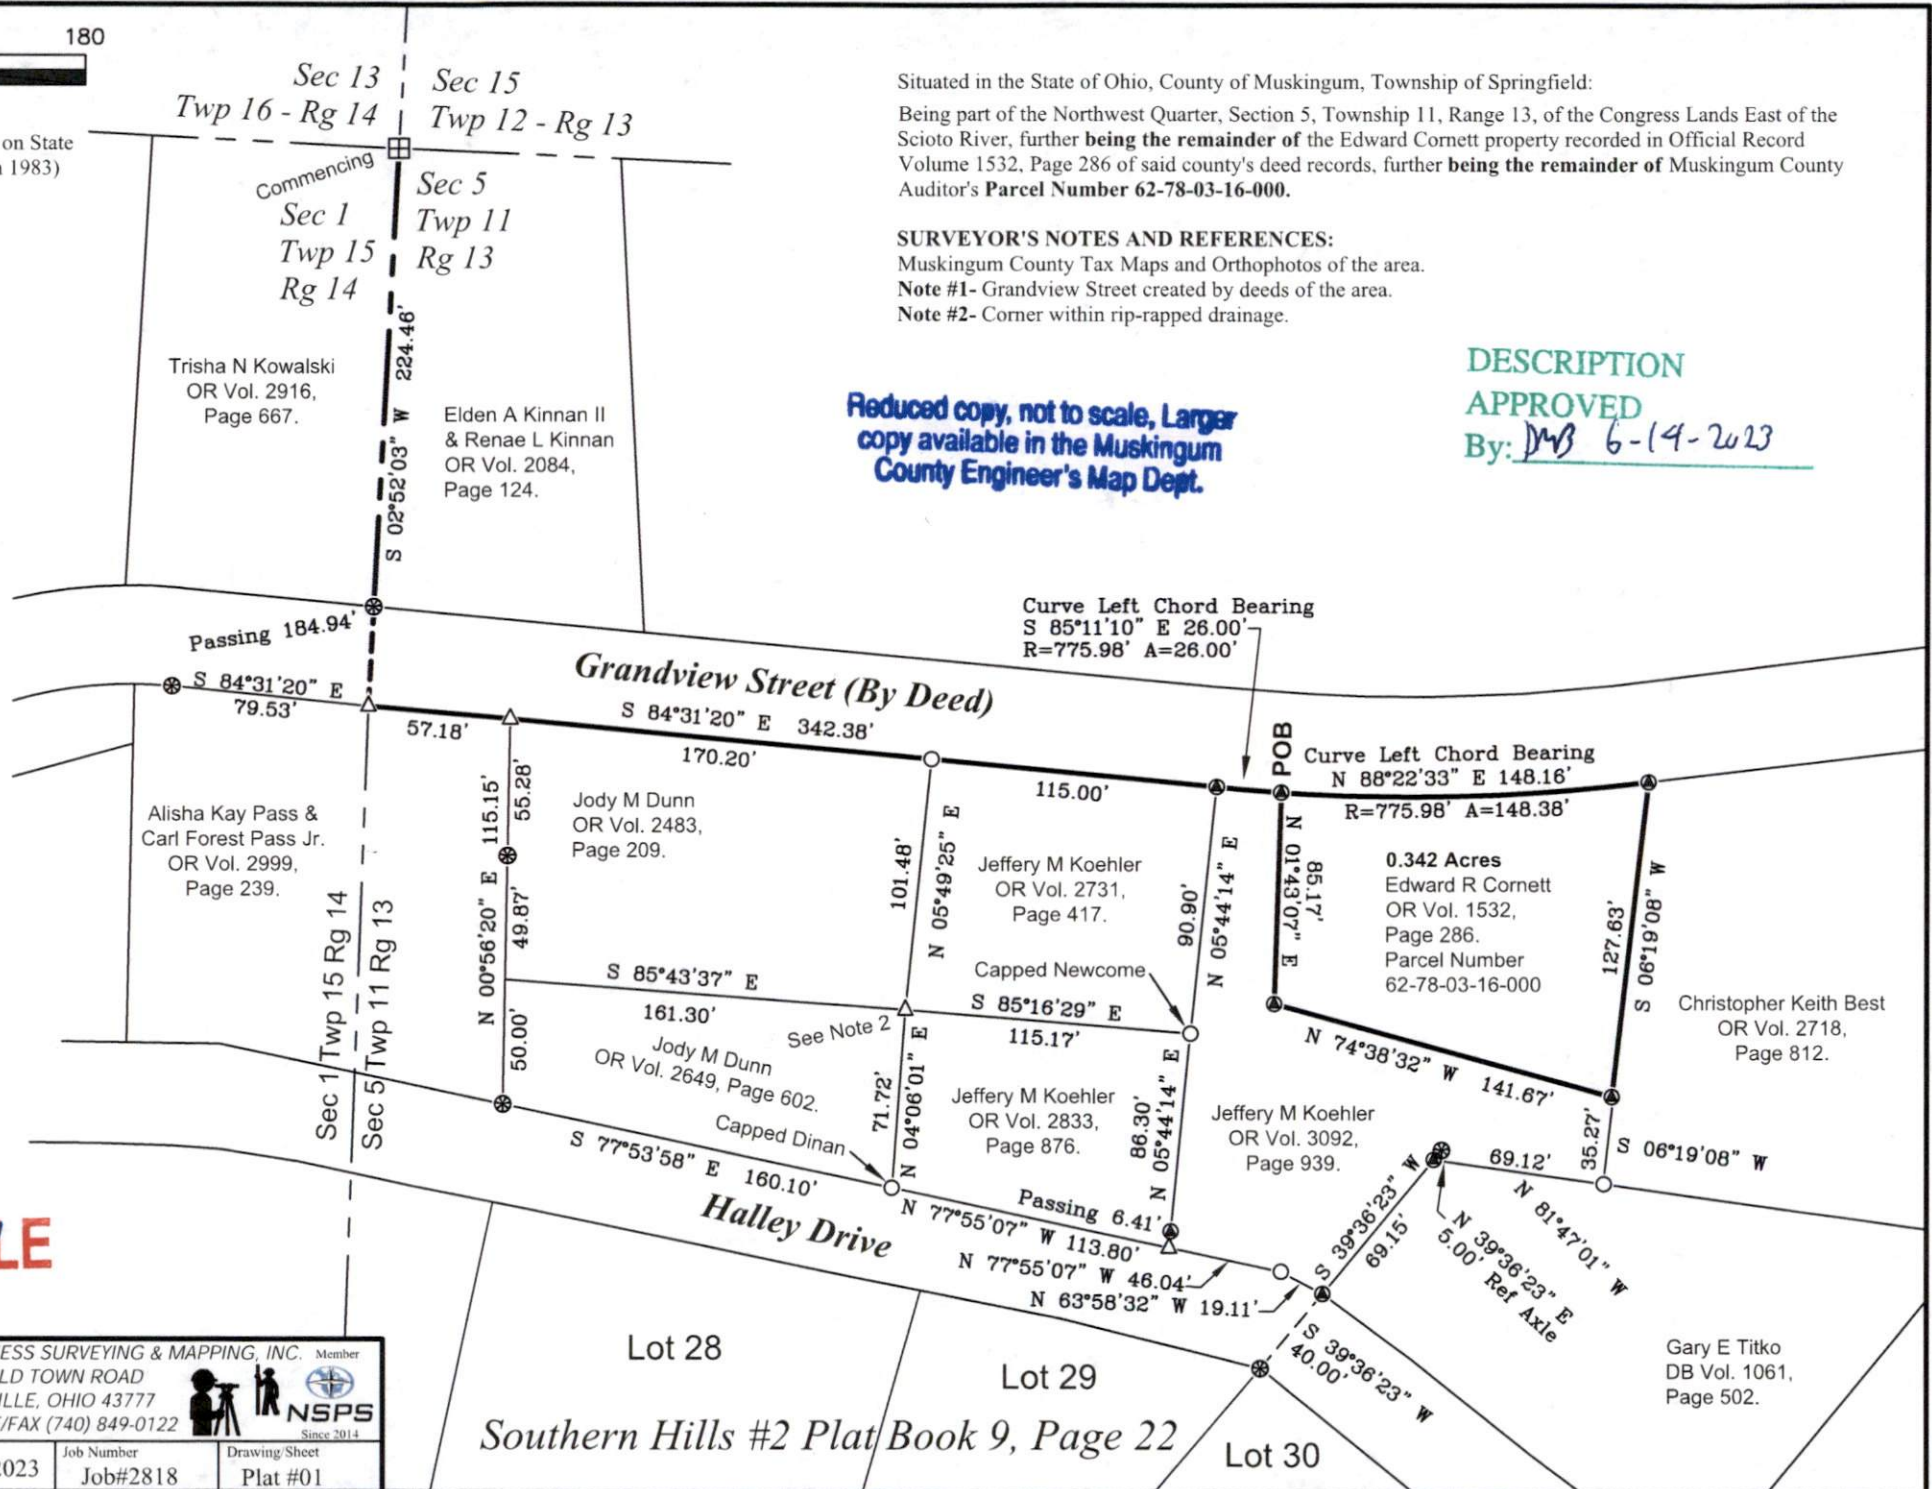 180
on State
1983)
Sec 13
Twp 16 - Rg 14
Sec 15
Twp 12 - Rg 13
Commencing
Sec 1
Twp 15
Rg 14
Sec 5
Twp 11
Rg 13
Situated in the State of Ohio, County of Muskingum, Township of Springfield:
Being part of the Northwest Quarter, Section 5, Township 11, Range 13, of the Congress Lands East of the
Scioto River, further being the remainder of the Edward Cornett property recorded in Official Record
Volume 1532, Page 286 of said county's deed records, further being the remainder of Muskingum County
Auditor's Parcel Number 62-78-03-16-000.
SURVEYOR'S NOTES AND REFERENCES:
Muskingum County Tax Maps and Orthophotos of the area.
Note #1- Grandview Street created by deeds of the area.
Note #2- Corner within rip-rapped drainage.
DESCRIPTION
APPROVED
By: DMB 6-14-2023
Reduced copy, not to scale, Larger
copy available in the Muskingum
County Engineer's Map Dept.
Trisha N Kowalski
OR Vol. 2916,
Page 667.
S 02°52'03" W 224.46'
Elden A Kinnan II
& Renae L Kinnan
OR Vol. 2084,
Page 124.
Passing 184.94'
S 84°31'20" E
79.53'
57.18'
Grandview Street (By Deed)
S 84°31'20" E 342.38'
170.20'
115.00'
Curve Left Chord Bearing
S 85°11'10" E 26.00'
R=775.98' A=26.00'
POB
Curve Left Chord Bearing
N 88°22'33" E 148.16'
R=775.98' A=148.38'
Alisha Kay Pass &
Carl Forest Pass Jr.
OR Vol. 2999,
Page 239.
Sec 1 Twp 15 Rg 14
Sec 5 Twp 11 Rg 13
N 00°56'20" E 115.15'
55.28'
49.87'
50.00'
Jody M Dunn
OR Vol. 2483,
Page 209.
101.48'
N 05°49'25" E
Jeffery M Koehler
OR Vol. 2731,
Page 417.
90.90'
N 05°44'14" E
N 01°43'07" E
85.17'
0.342 Acres
Edward R Cornett
OR Vol. 1532,
Page 286.
Parcel Number
62-78-03-16-000
127.63'
S 06°19'08" W
Christopher Keith Best
OR Vol. 2718,
Page 812.
Capped Newcome
S 85°43'37" E
161.30'
See Note 2
S 85°16'29" E
115.17'
Jody M Dunn
OR Vol. 2649, Page 602.
71.72'
N 04°06'01" E
Capped Dinan
Jeffery M Koehler
OR Vol. 2833,
Page 876.
86.30'
N 05°44'14" E
Jeffery M Koehler
OR Vol. 3092,
Page 939.
N 74°38'32" W 141.67'
35.27'
S 06°19'08" W
69.12'
N 81°47'01" W
S 77°53'58" E 160.10'
Halley Drive
Passing 6.41'
N 77°55'07" W 113.80'
N 77°55'07" W 46.04'
N 63°58'32" W 19.11'
S 39°36'23" W
69.15'
N 39°36'23" E
5.00' Ref Axle
S 39°36'23" W
40.00'
Gary E Titko
DB Vol. 1061,
Page 502.
LE
Lot 28
Lot 29
Lot 30
Southern Hills #2 Plat Book 9, Page 22
ESS SURVEYING & MAPPING, INC.
LD TOWN ROAD
ILLE, OHIO 43777
/FAX (740) 849-0122
Member
NSPS
Since 2014
023
Job Number
Job#2818
Drawing/Sheet
Plat #01